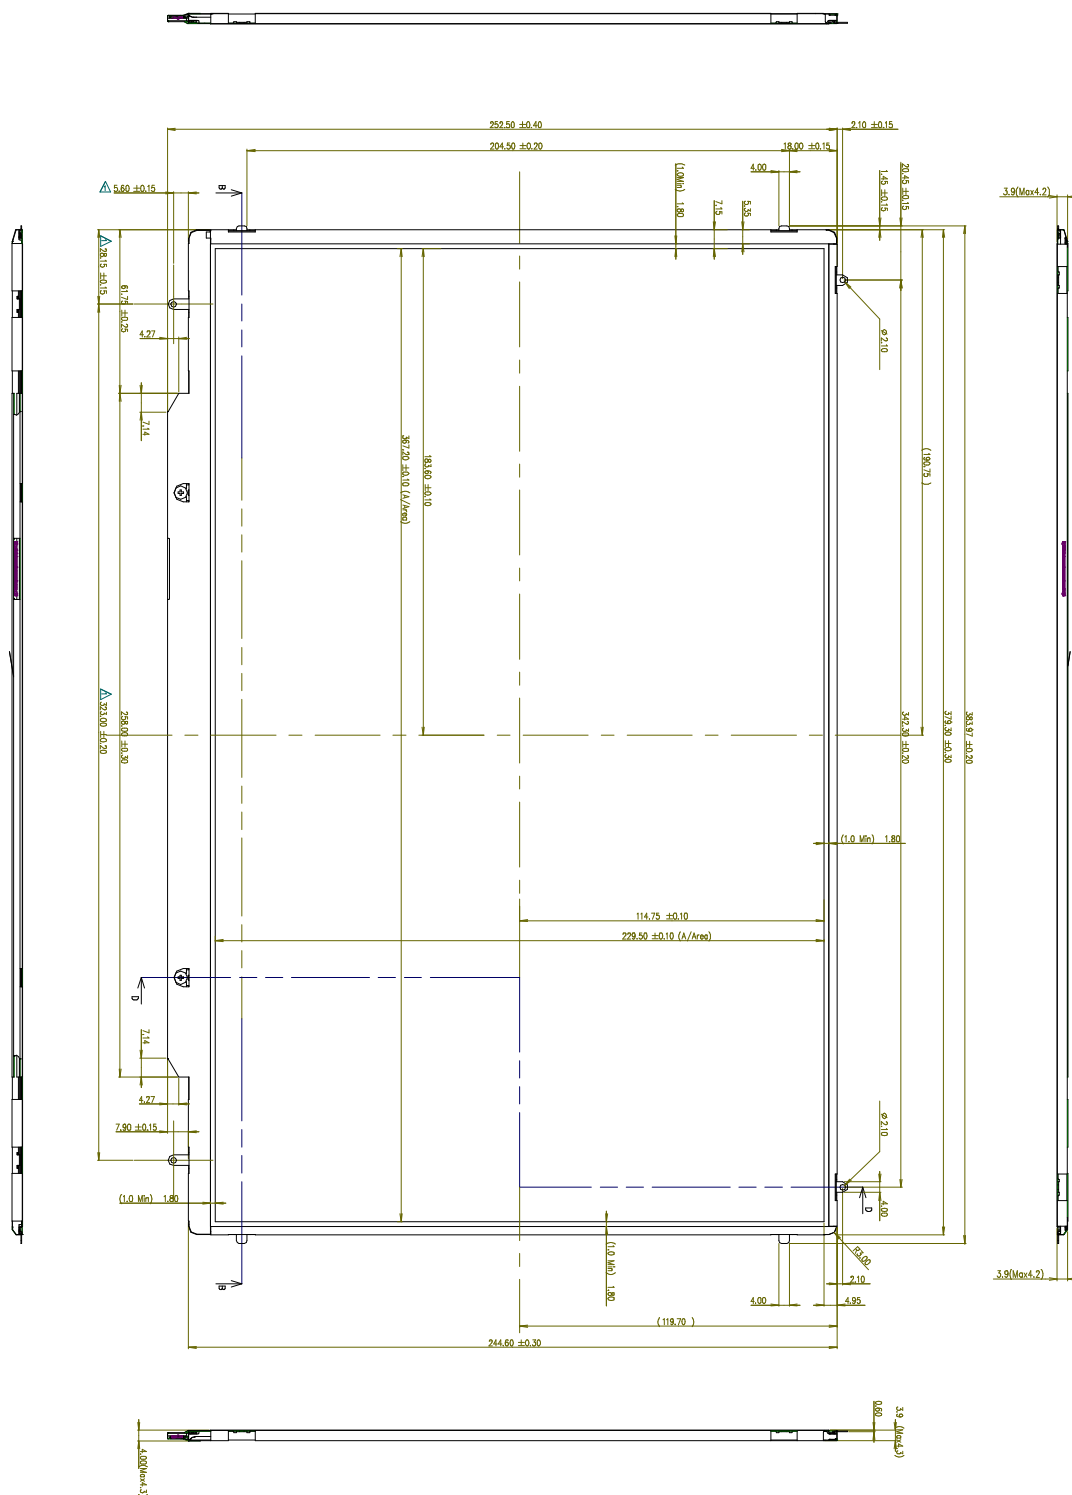 252.50 ±0.40
2.10 ±0.15
204.50 ±0.20
18.00 ±0.15
4.00
20.45 ±0.15
1.45 ±0.15
5.60 ±0.15
B
(1.0Min) 1.80
7.15
5.35
3.9(Max4.2)
28.15 ±0.15
61.75 ±0.25
4.27
7.14
ø 2.10
367.20 ±0.10 (A/Area)
183.60 ±0.10
(190.75 )
323.00 ±0.20
258.00 ±0.30
342.30 ±0.20
379.30 ±0.30
383.97 ±0.20
(1.0 Min) 1.80
114.75 ±0.10
229.50 ±0.10 (A/Area)
D
7.14
4.27
7.90 ±0.15
ø 2.10
(1.0 Min) 1.80
D
4.00
(1.0 Min) 1.80
R3.00
3.9(Max4.2)
B
2.10
4.00
4.95
(119.70 )
244.60 ±0.30
0.60
3.9 (Max4.3)
4.00(Max4.3)